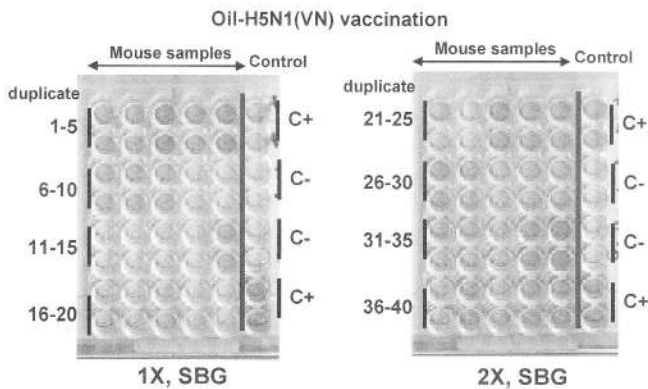 Oil-H5N1(VN) vaccination
Mouse samples Control
duplicate
1-5 C+
6-10 C-
11-15 C-
16-20 C+
1X, SBG
Mouse samples Control
duplicate
21-25 C+
26-30 C-
31-35 C-
36-40 C+
2X, SBG